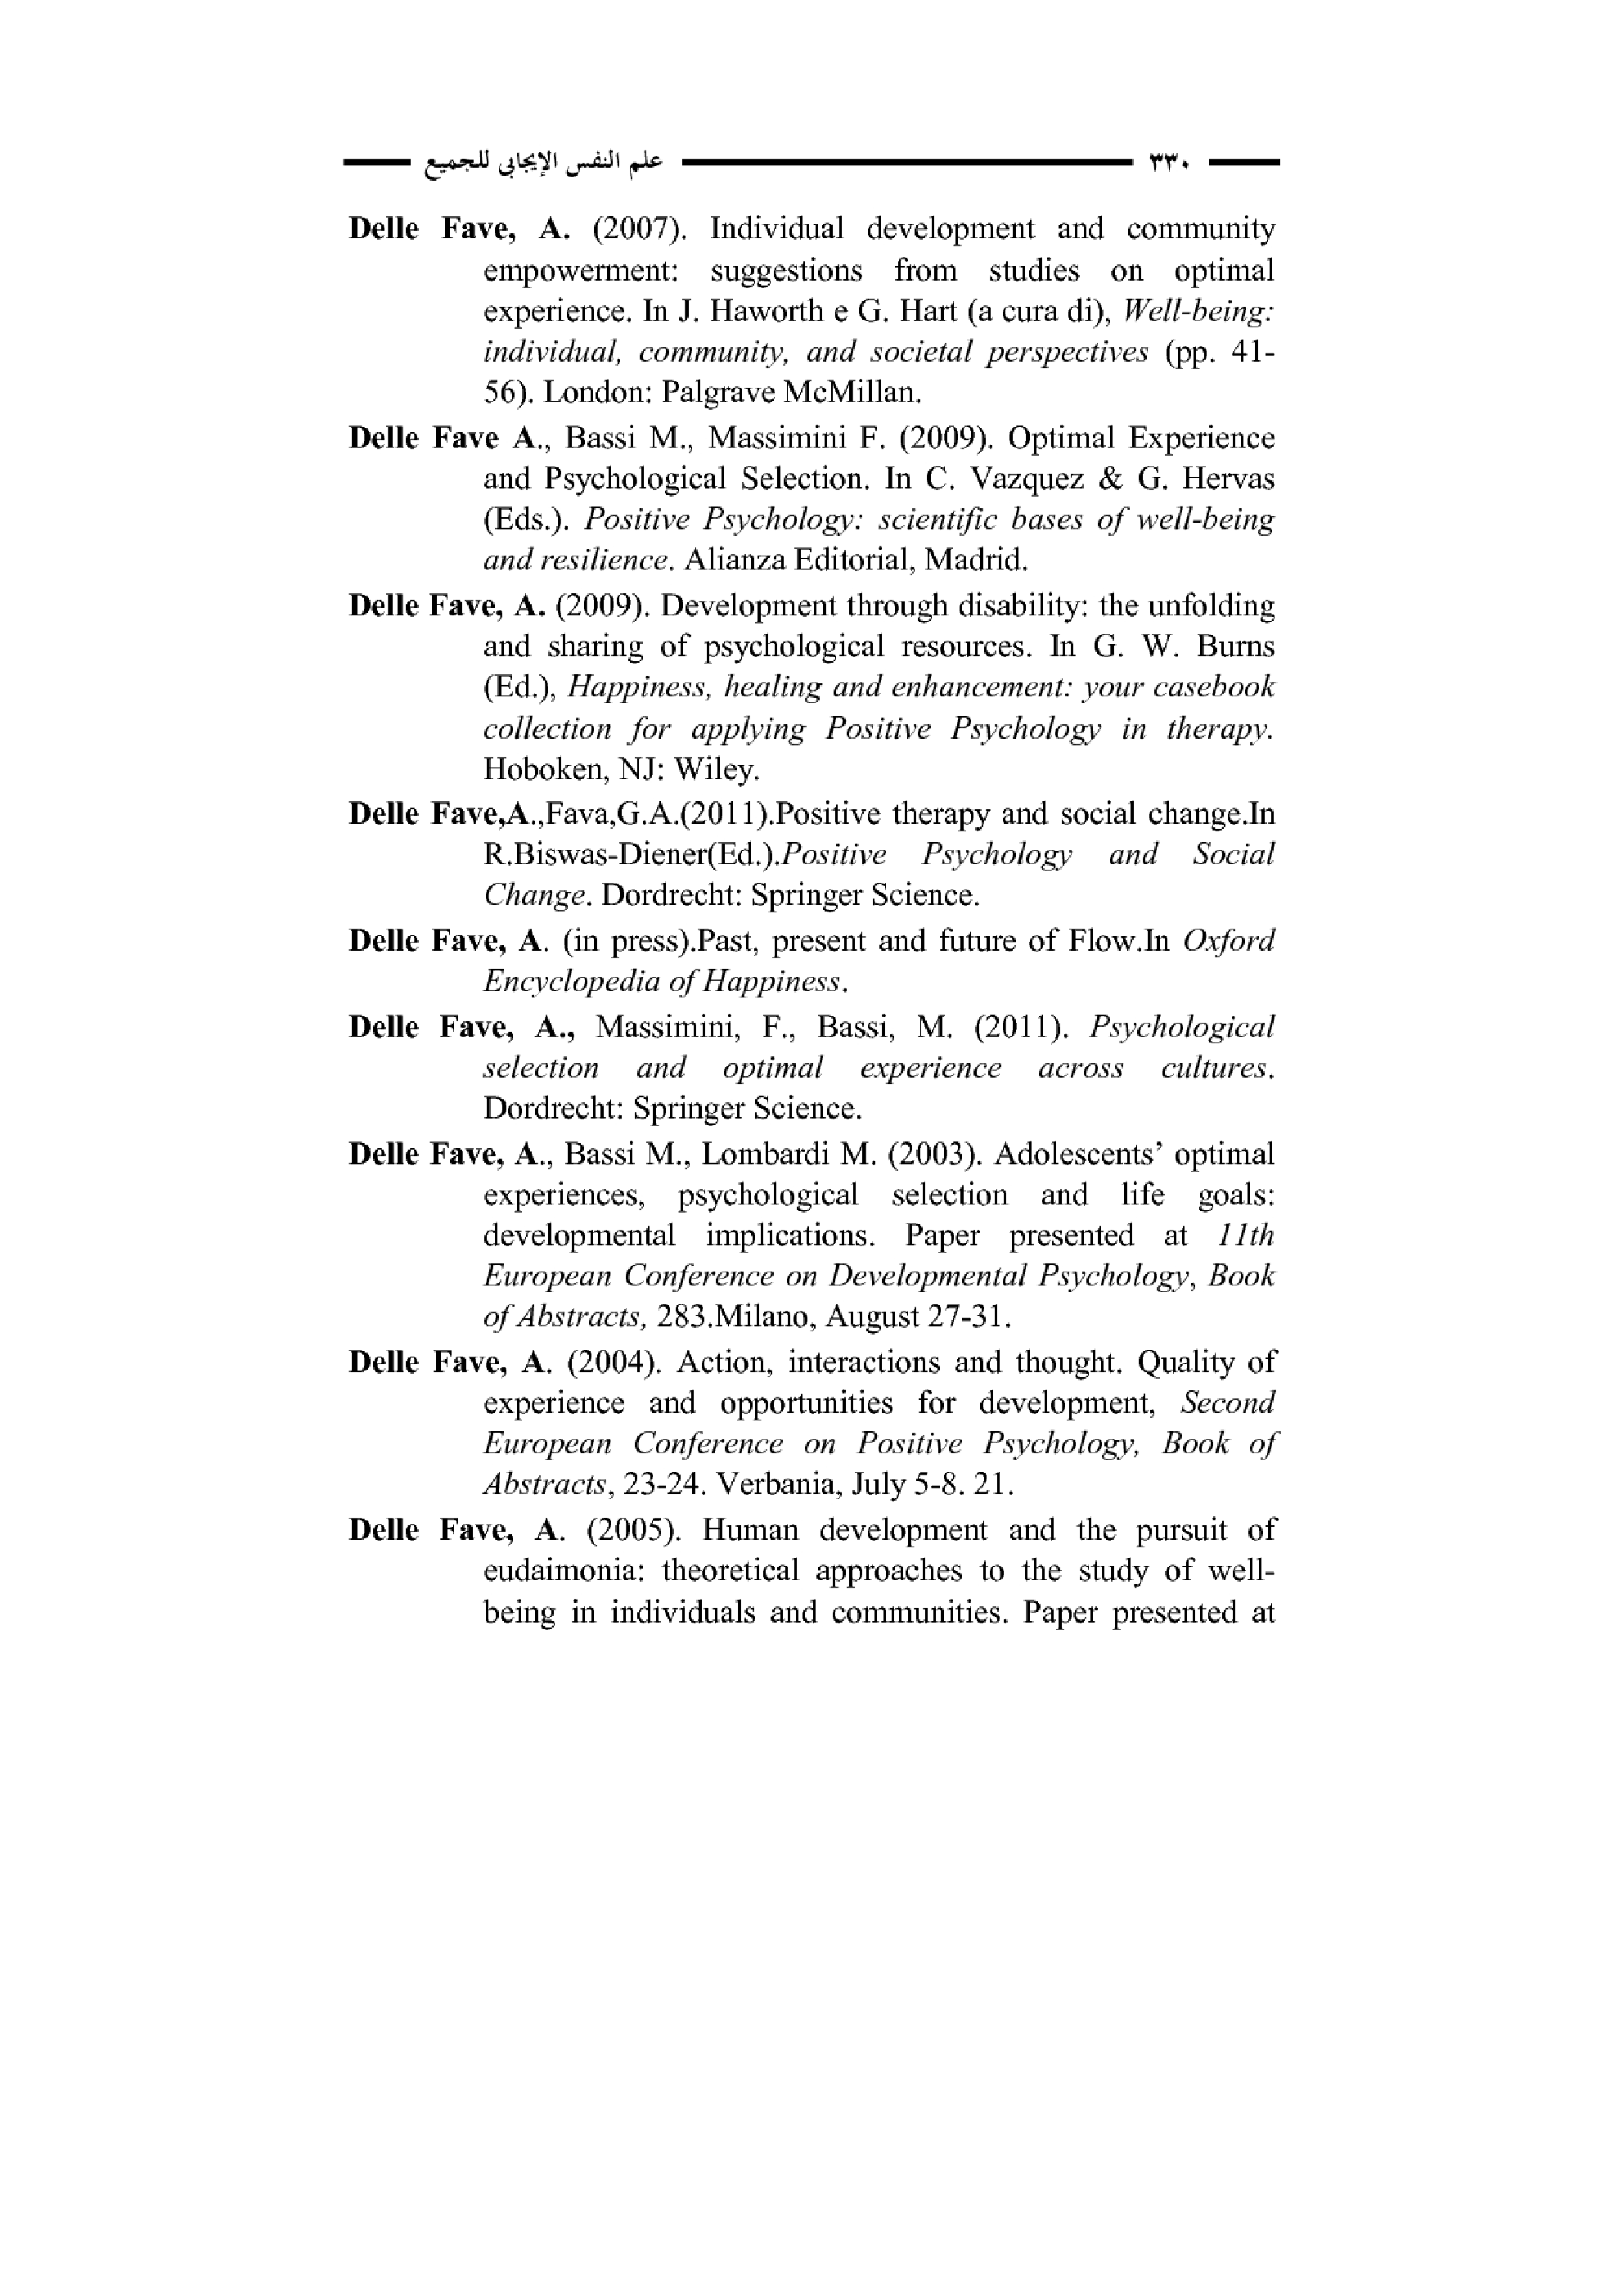 ٣٣٠ علم النفس الإيجابي للجميع
Delle Fave, A. (2007). Individual development and community
empowerment: suggestions from studies on optimal
experience. In J. Haworth e G. Hart (a cura di), Well-being:
individual, community, and societal perspectives (pp. 41-
56). London: Palgrave McMillan.
Delle Fave A., Bassi M., Massimini F. (2009). Optimal Experience
and Psychological Selection. In C. Vazquez & G. Hervas
(Eds.). Positive Psychology: scientific bases of well-being
and resilience. Alianza Editorial, Madrid.
Delle Fave, A. (2009). Development through disability: the unfolding
and sharing of psychological resources. In G. W. Burns
(Ed.), Happiness, healing and enhancement: your casebook
collection for applying Positive Psychology in therapy.
Hoboken, NJ: Wiley.
Delle Fave,A.,Fava,G.A.(2011).Positive therapy and social change.In
R.Biswas-Diener(Ed.).Positive Psychology and Social
Change. Dordrecht: Springer Science.
Delle Fave, A. (in press).Past, present and future of Flow.In Oxford
Encyclopedia of Happiness.
Delle Fave, A., Massimini, F., Bassi, M. (2011). Psychological
selection and optimal experience across cultures.
Dordrecht: Springer Science.
Delle Fave, A., Bassi M., Lombardi M. (2003). Adolescents’ optimal
experiences, psychological selection and life goals:
developmental implications. Paper presented at 11th
European Conference on Developmental Psychology, Book
of Abstracts, 283.Milano, August 27-31.
Delle Fave, A. (2004). Action, interactions and thought. Quality of
experience and opportunities for development, Second
European Conference on Positive Psychology, Book of
Abstracts, 23-24. Verbania, July 5-8. 21.
Delle Fave, A. (2005). Human development and the pursuit of
eudaimonia: theoretical approaches to the study of well-
being in individuals and communities. Paper presented at